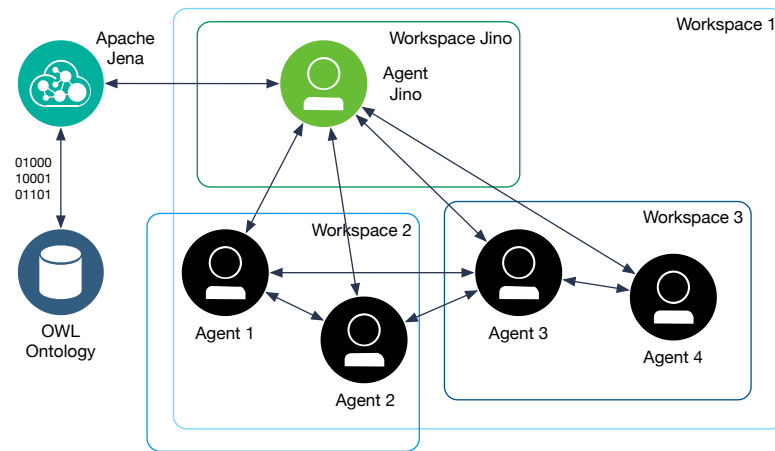 Apache
Jena
Workspace 1
Workspace Jino
Agent
Jino
01000
10001
01101
Workspace 2
Workspace 3
OWL
Ontology
Agent 1
Agent 2
Agent 3
Agent 4